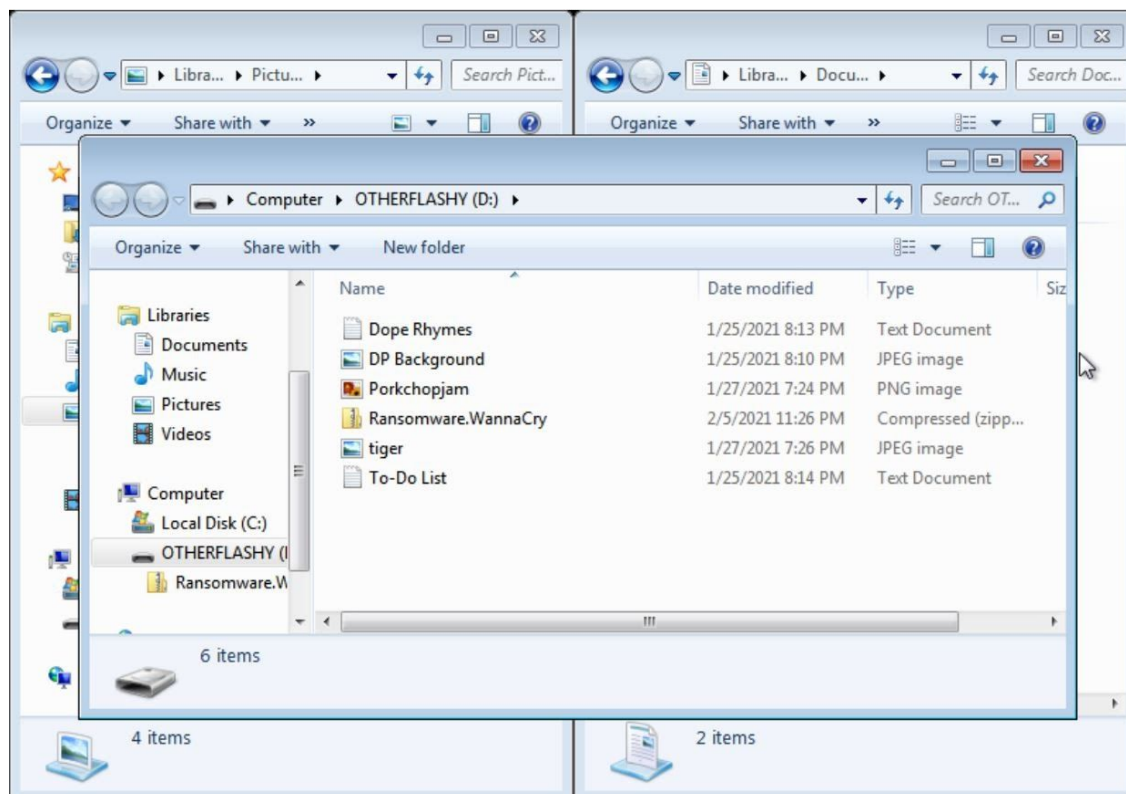 Libra... Pictu...
Search Pict...
Libra... Docu...
Search Doc...
Organize Share with »
Organize Share with »
Computer OTHERFLASHY (D:)
Search OT...
Organize Share with New folder
Name Date modified Type Siz
Libraries
Documents
Music
Pictures
Videos
Computer
Local Disk (C:)
OTHERFLASHY (
Ransomware.W
Dope Rhymes 1/25/2021 8:13 PM Text Document
DP Background 1/25/2021 8:10 PM JPEG image
Porkchopjam 1/27/2021 7:24 PM PNG image
Ransomware.WannaCry 2/5/2021 11:26 PM Compressed (zipp...
tiger 1/27/2021 7:26 PM JPEG image
To-Do List 1/25/2021 8:14 PM Text Document
6 items
4 items
2 items